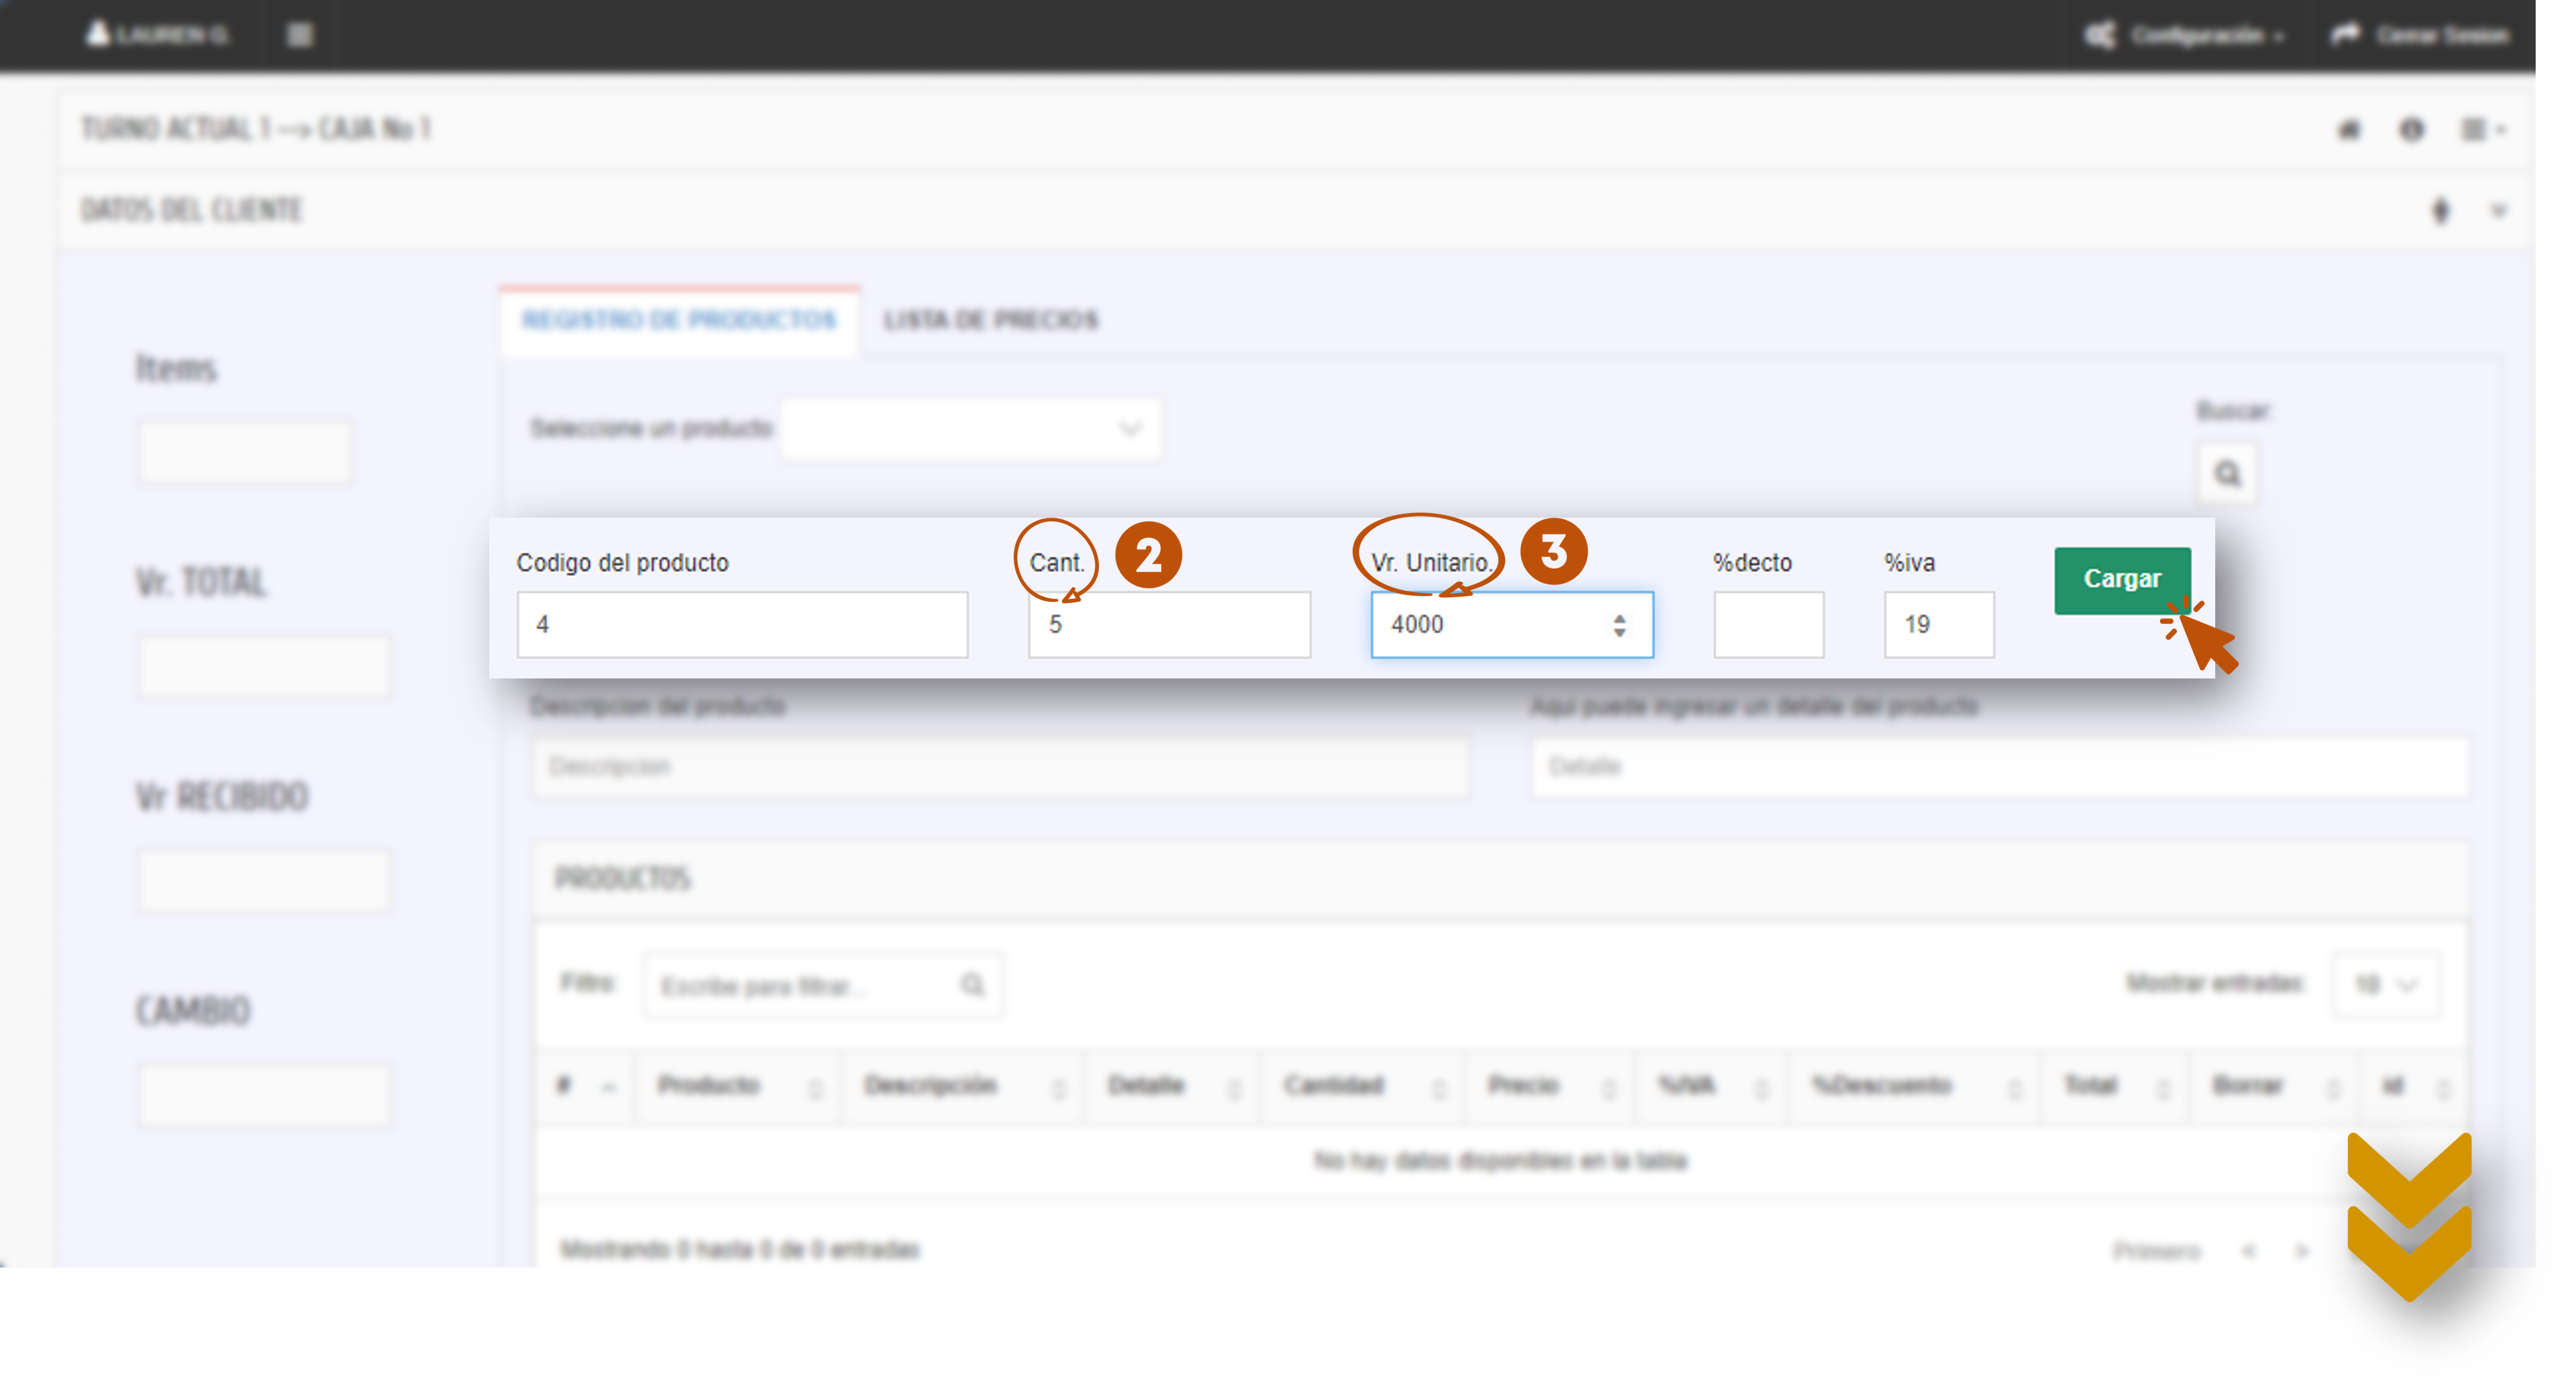 LAUREN G.
Configuración
Cerrar Sesion
TURNO ACTUAL 1 --> CAJA No 1
DATOS DEL CLIENTE
REGISTRO DE PRODUCTOS
LISTA DE PRECIOS
Items
Seleccione un producto
Buscar:
Codigo del producto
Cant.
2
Vr. Unitario.
3
%decto
%iva
Cargar
4
5
4000
19
Vr. TOTAL
Descripcion del producto
Aqui puede ingresar un detalle del producto
Descripcion
Detalle
Vr RECIBIDO
PRODUCTOS
Filtro:
Escribe para filtrar...
Mostrar entradas:
10
CAMBIO
#
Producto
Descripción
Detalle
Cantidad
Precio
%IVA
%Descuento
Total
Borrar
id
No hay datos disponibles en la tabla
Mostrando 0 hasta 0 de 0 entradas
Primero
<
>